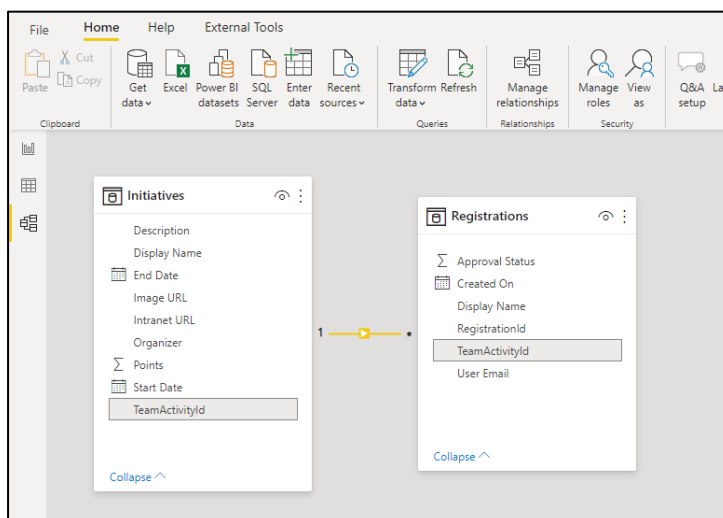 File Home Help External Tools
Paste
Cut
Copy
Get data
Excel
Power BI datasets
SQL Server
Enter data
Recent sources
Transform data
Refresh
Manage relationships
Manage roles
View as
Q&A setup
La
Clipboard Data Queries Relationships Security
Initiatives
Description
Display Name
End Date
Image URL
Intranet URL
Organizer
Points
Start Date
TeamActivityId
Collapse
1
*
Registrations
Approval Status
Created On
Display Name
RegistrationId
TeamActivityId
User Email
Collapse